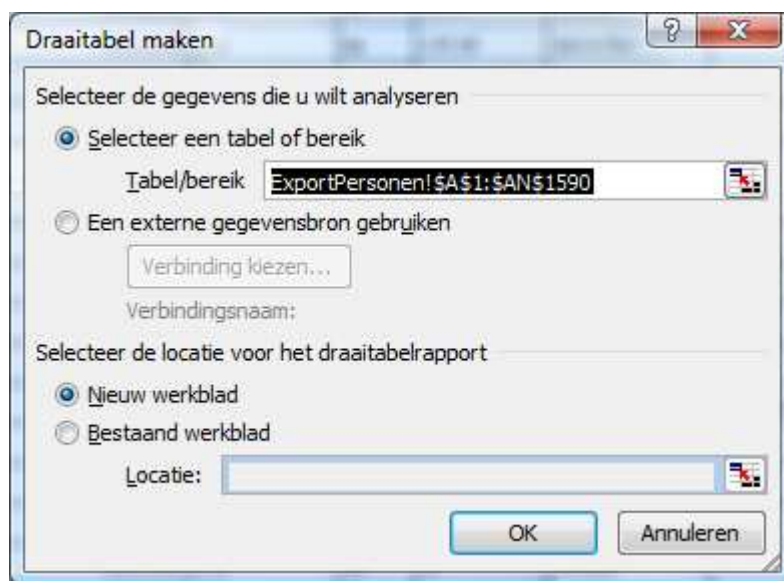 Draaitabel maken
Selecteer de gegevens die u wilt analyseren
Selecteer een tabel of bereik
Tabel/bereik ExportPersonen!$A$1:$AN$1590
Een externe gegevensbron gebruiken
Verbinding kiezen...
Verbindingsnaam:
Selecteer de locatie voor het draaitabelrapport
Nieuw werkblad
Bestaand werkblad
Locatie:
OK Annuleren